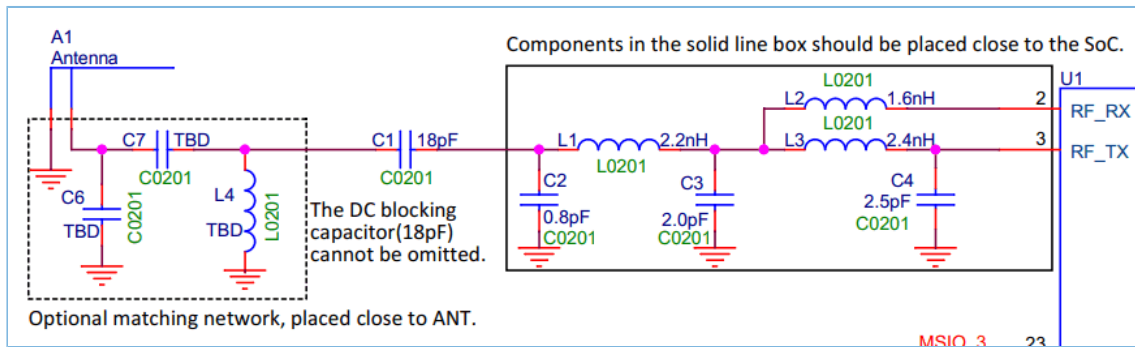 A1
Antenna
Components in the solid line box should be placed close to the SoC.
U1
L0201
L2 1.6nH 2 RF_RX
L0201
C7 TBD C1 18pF L1 2.2nH L3 2.4nH 3 RF_TX
C0201 C0201 L0201
C6 C0201 TBD
L4 L0201 TBD
The DC blocking
capacitor(18pF)
cannot be omitted.
C2
0.8pF
C0201
C3
2.0pF
C0201
C4
2.5pF
C0201
Optional matching network, placed close to ANT.
MSIO_3 23